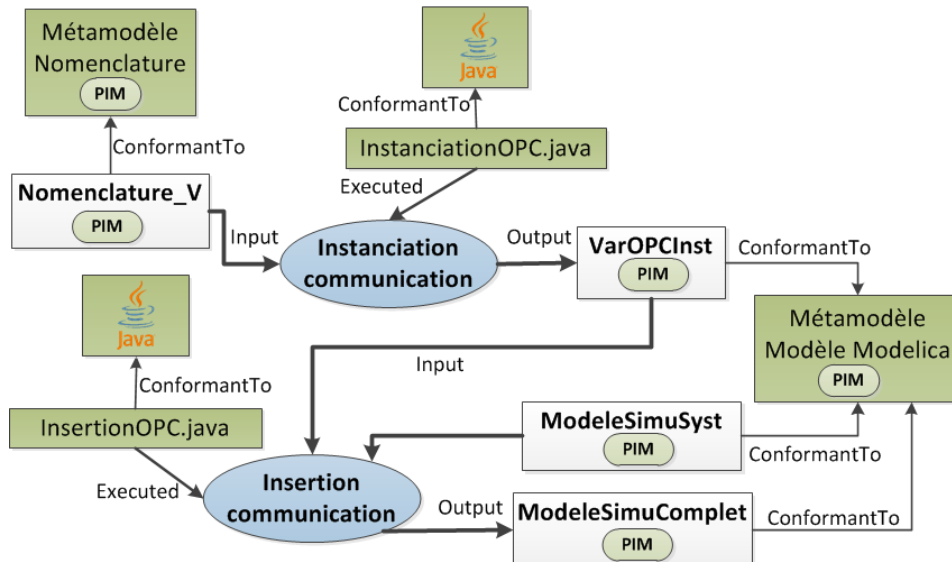 Métamodèle
Nomenclature
PIM
Java
ConformantTo
ConformantTo
InstanciationOPC.java
Nomenclature_V
PIM
Executed
Input
Instanciation
communication
Output
VarOPCInst
PIM
ConformantTo
Java
Métamodèle
Modèle Modelica
PIM
Input
ConformantTo
InsertionOPC.java
ModeleSimuSyst
PIM
ConformantTo
Executed
Insertion
communication
Output
ModeleSimuComplet
PIM
ConformantTo